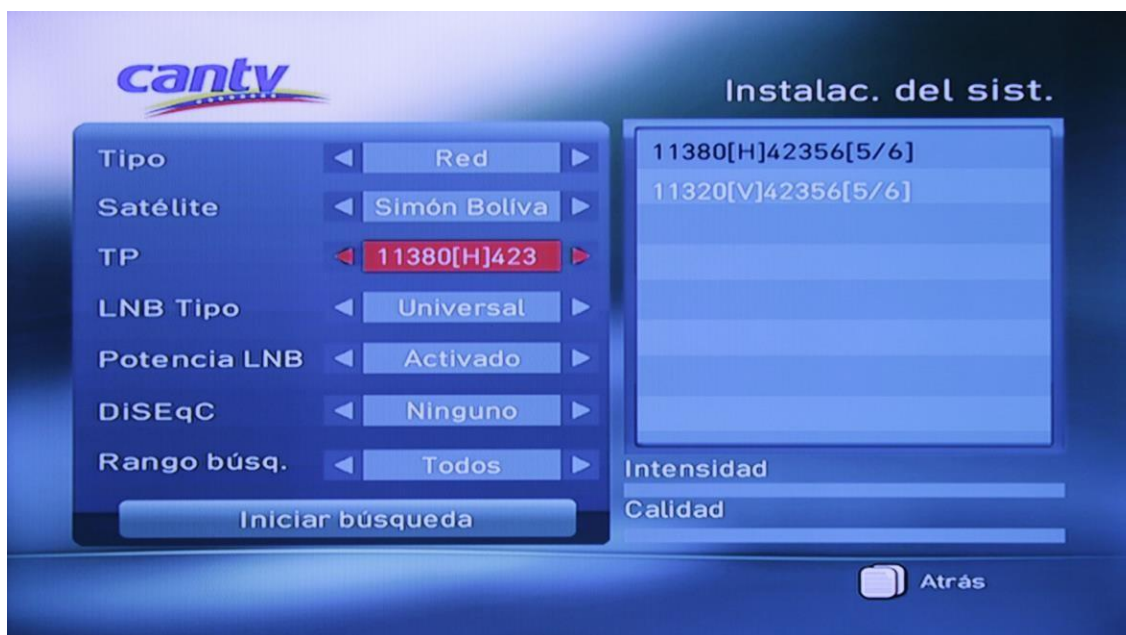 cantv
Instalac. del sist.
Tipo Red
Satélite Simón Bolíva
TP 11380[H]423
LNB Tipo Universal
Potencia LNB Activado
DiSEqC Ninguno
Rango búsq. Todos
Iniciar búsqueda
11380[H]42356[5/6]
11320[V]42356[5/6]
Intensidad
Calidad
Atrás